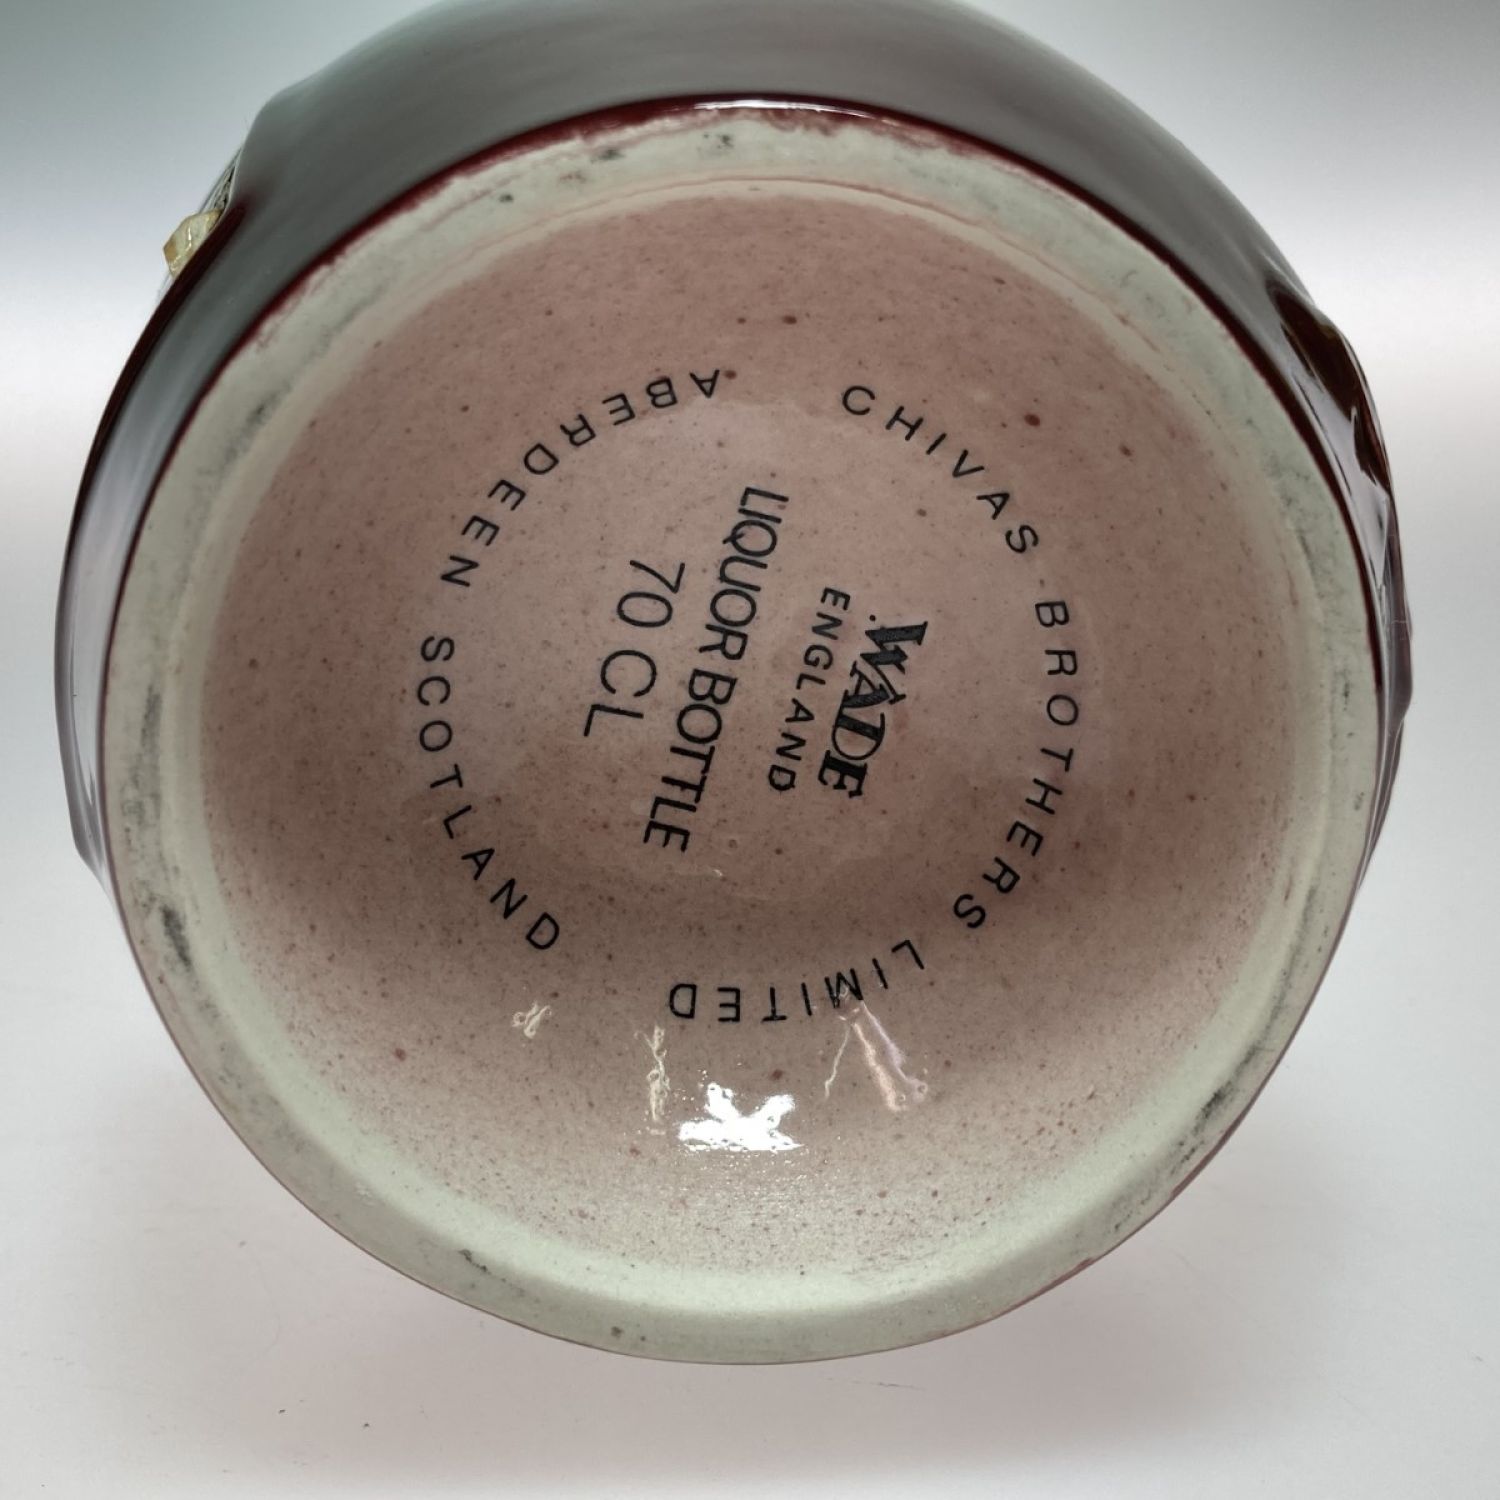 CHIVAS BROTHERS LIMITED
ABERDEEN SCOTLAND
WADE
ENGLAND
LIQUOR BOTTLE
70 CL